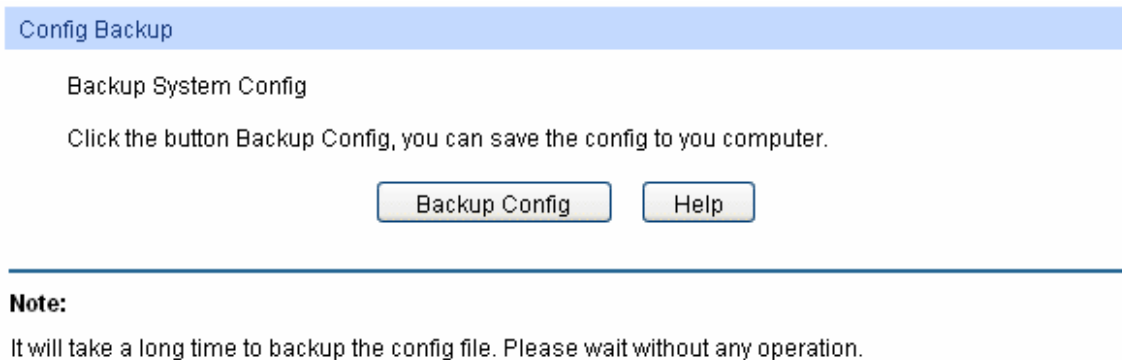 Config Backup
Backup System Config
Click the button Backup Config, you can save the config to you computer.
Backup Config Help
Note:
It will take a long time to backup the config file. Please wait without any operation.